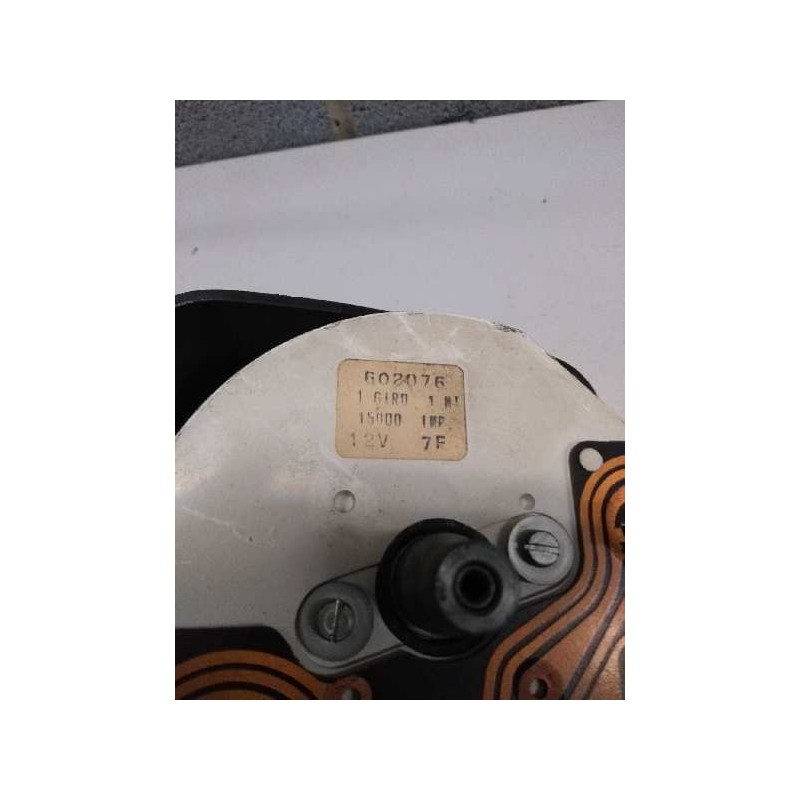 602076
1 GIRO 1 MT
15000 IMP.
12V 7F